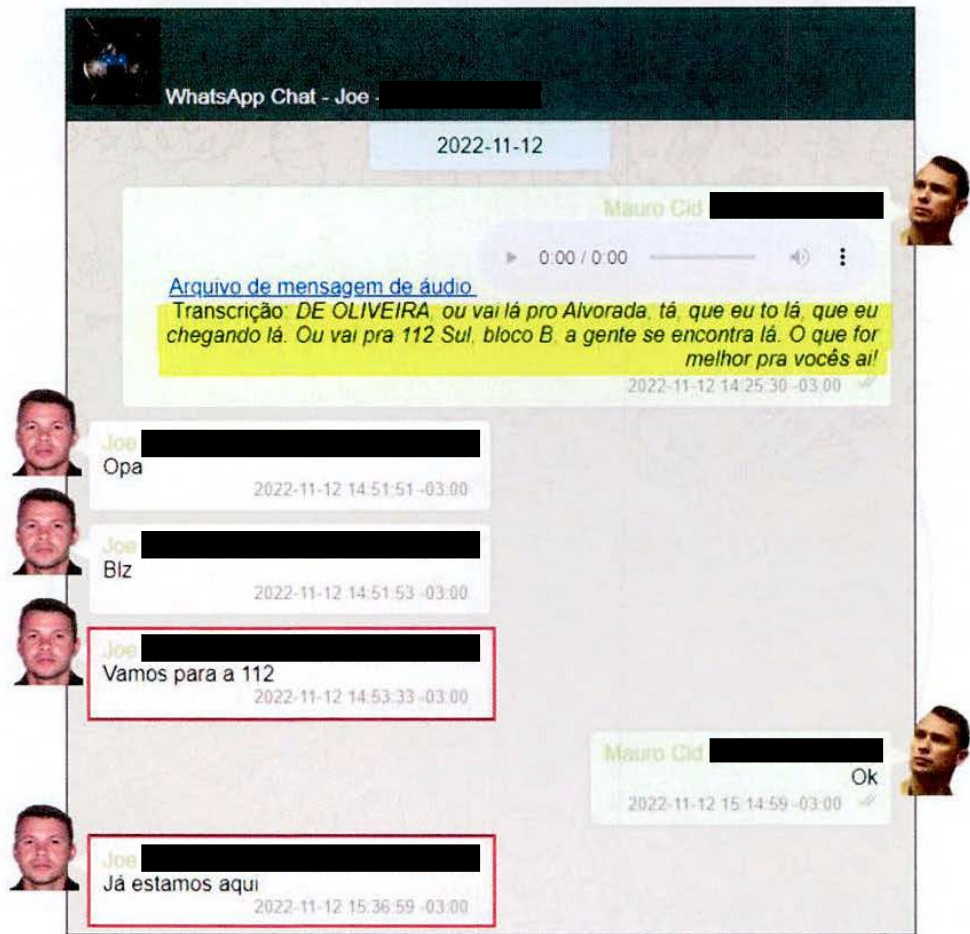 WhatsApp Chat - Joe -
2022-11-12
Mauro Cid
0:00 / 0:00
Arquivo de mensagem de áudio
Transcrição: DE OLIVEIRA, ou vai lá pro Alvorada, tá, que eu to lá, que eu
chegando lá. Ou vai pra 112 Sul, bloco B, a gente se encontra lá. O que for
melhor pra vocês ai!
2022-11-12 14:25:30 -03:00
Joe
Opa
2022-11-12 14:51:51 -03:00
Joe
Blz
2022-11-12 14:51:53 -03:00
Joe
Vamos para a 112
2022-11-12 14:53:33 -03:00
Mauro Cid
Ok
2022-11-12 15:14:59 -03:00
Joe
Já estamos aqui
2022-11-12 15:36:59 -03:00